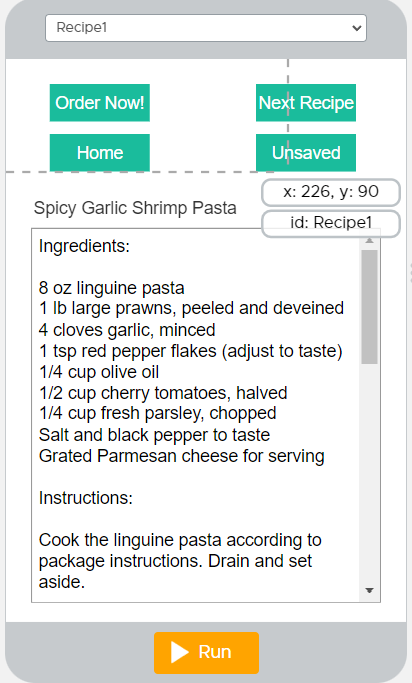 Recipe1
Order Now!
Next Recipe
Home
Unsaved
x: 226, y: 90
id: Recipe1
Spicy Garlic Shrimp Pasta
Ingredients:
8 oz linguine pasta
1 lb large prawns, peeled and deveined
4 cloves garlic, minced
1 tsp red pepper flakes (adjust to taste)
1/4 cup olive oil
1/2 cup cherry tomatoes, halved
1/4 cup fresh parsley, chopped
Salt and black pepper to taste
Grated Parmesan cheese for serving
Instructions:
Cook the linguine pasta according to
package instructions. Drain and set
aside.
Run